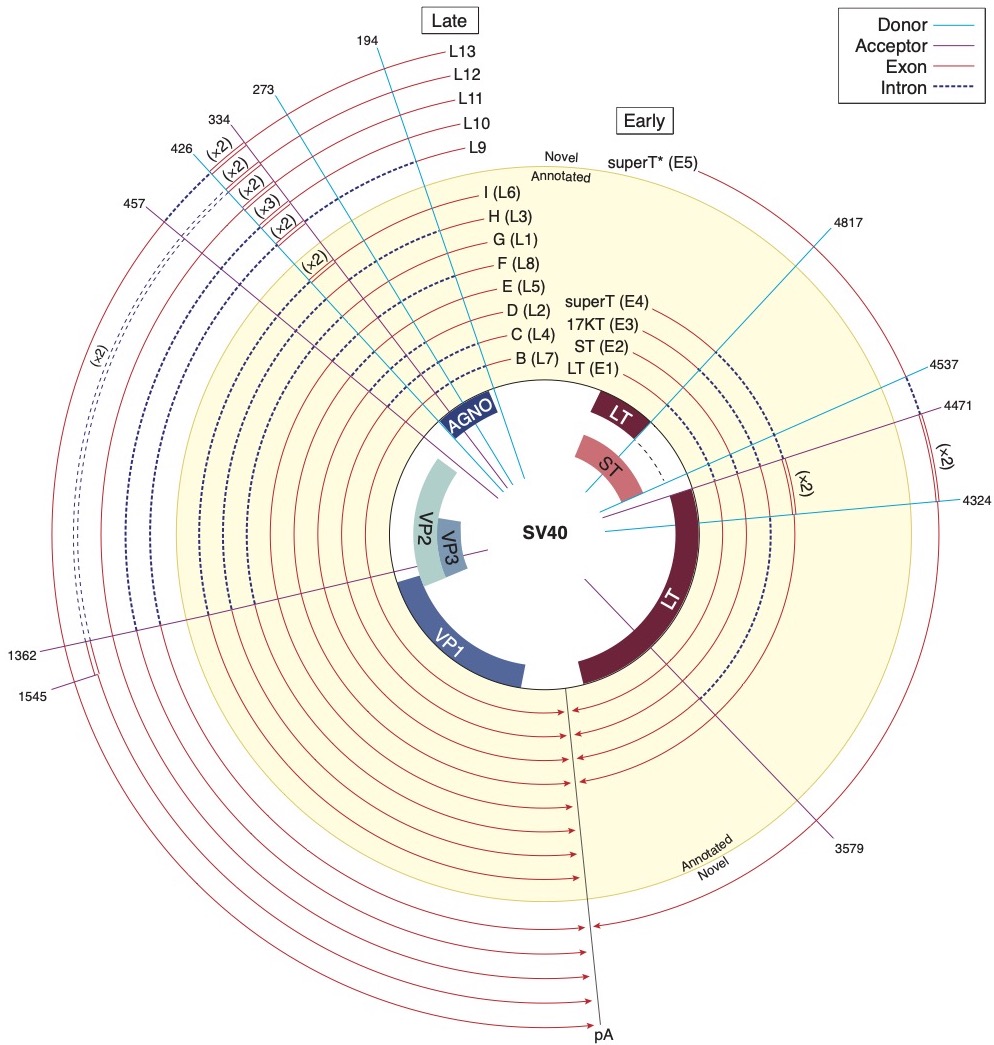 Late
194
L13
L12
L11
L10
L9
273
334
426
457
(x2)
(x2)
(x2)
(x3)
(x2)
(x2)
(x2)
Donor
Acceptor
Exon
Intron
Early
Novel
Annotated
superT* (E5)
I (L6)
H (L3)
G (L1)
F (L8)
E (L5)
D (L2)
C (L4)
B (L7)
superT (E4)
17KT (E3)
ST (E2)
LT (E1)
4817
4537
4471
(x2)
(x2)
4324
AGNO
LT
ST
SV40
VP2
VP3
VP1
LT
1362
1545
3579
Annotated
Novel
pA